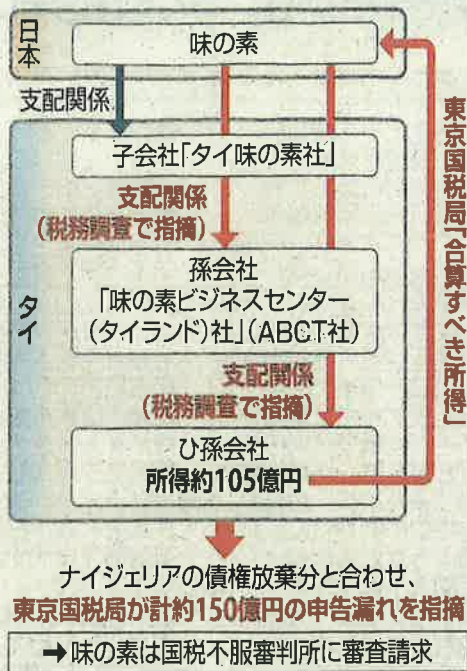 日本
味の素
支配関係
子会社「タイ味の素社」
支配関係
(税務調査で指摘)
タイ
孫会社
「味の素ビジネスセンター
(タイランド)社」(ABCT社)
支配関係
(税務調査で指摘)
ひ孫会社
所得約105億円
東京国税局「合算すべき所得」
ナイジェリアの債権放棄分と合わせ、
東京国税局が計約150億円の申告漏れを指摘
➡味の素は国税不服審判所に審査請求